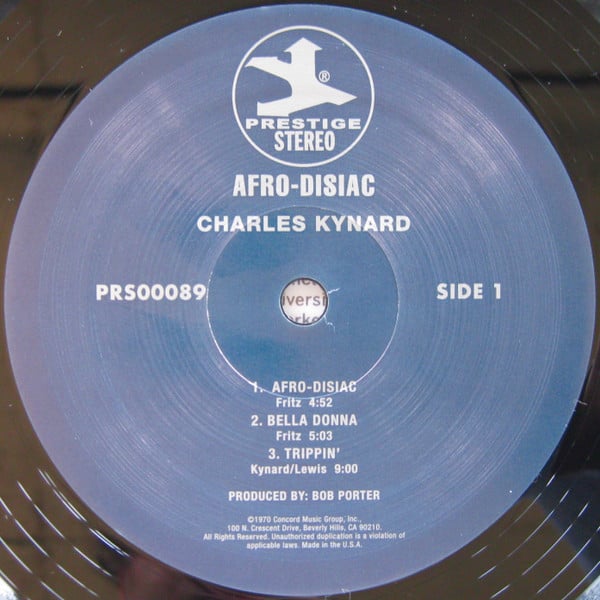 ®
PRESTIGE
STEREO
AFRO-DISIAC
CHARLES KYNARD
PRS00089
SIDE 1
iversi
1. AFRO-DISIAC
Fritz 4:52
2. BELLA DONNA
Fritz 5:03
3. TRIPPIN'
Kynard/Lewis 9:00
PRODUCED BY: BOB PORTER
©1970 Concord Music Group, Inc.,
100 N. Crescent Drive, Beverly Hills, CA 90210.
All Rights Reserved. Unauthorized duplication is a violation of
applicable laws. Made in the U.S.A.